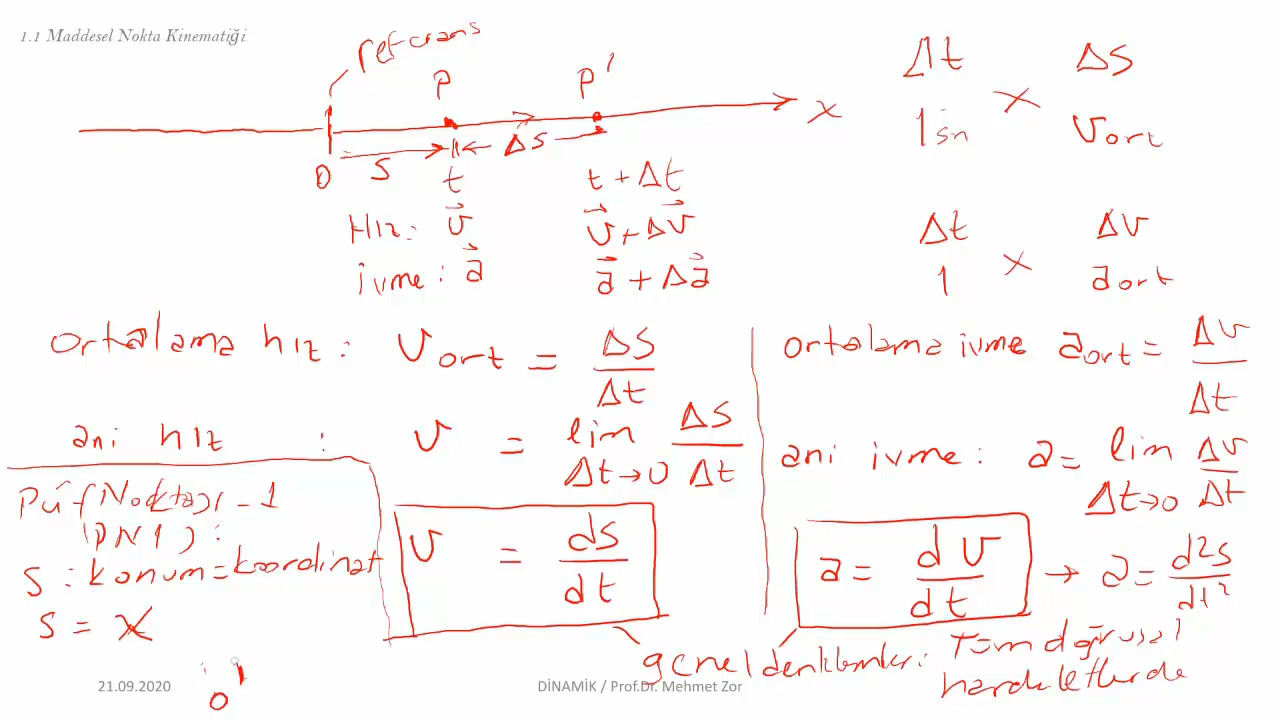 1.1 Maddesel Nokta Kinematiği
referans
P P'
x
O S t Δs
t + Δt
Hız: v⃗ v⃗ + Δv⃗
ivme: a⃗ a⃗ + Δa⃗
Δt Δs
×
1sn vort
Δt Δv
×
1 aort
ortalama hız: vort = Δs/Δt
ani hız : v = lim Δt→0 Δs/Δt
v = ds/dt
ortalama ivme aort = Δv/Δt
ani ivme: a = lim Δt→0 Δv/Δt
a = dv/dt → a = d²s/dt²
Püf Noktası - 1
(PN1):
s : konum = koordinat
s = x
O
genel denklemler: Tüm doğrusal
hareketlerde
21.09.2020
DİNAMİK / Prof.Dr. Mehmet Zor